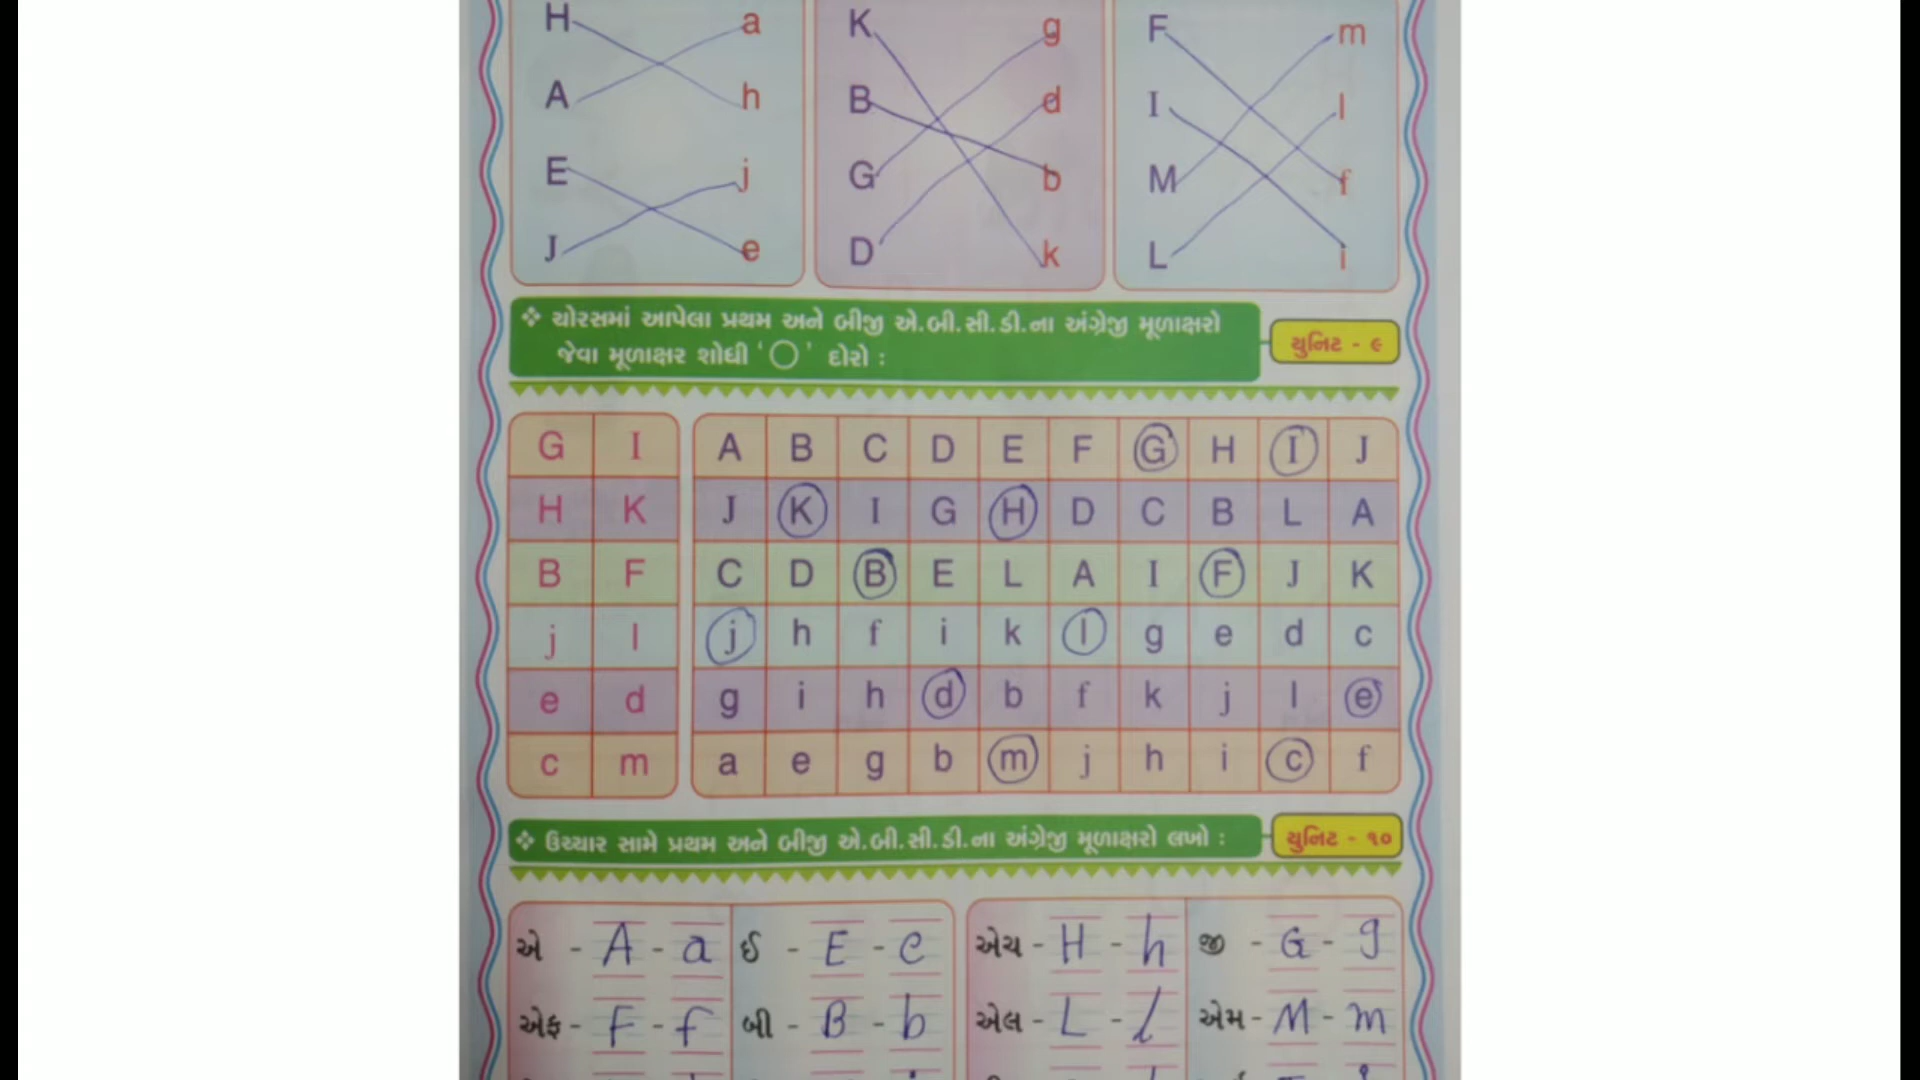 H a K g F m
A h B d I l
E j G b M f
J e D k L i
❖ ચોરસમાં આપેલા પ્રથમ અને બીજી એ.બી.સી.ડી.ના અંગ્રેજી મૂળાક્ષરો
જેવા મૂળાક્ષર શોધી ‘ ◯ ’ દોરો :
યુનિટ - ૯
G I A B C D E F G H I J
H K J K I G H D C B L A
B F C D B E L A I F J K
j l j h f i k l g e d c
e d g i h d b f k j l e
c m a e g b m j h i c f
❖ ઉચ્ચાર સામે પ્રથમ અને બીજી એ.બી.સી.ડી.ના અંગ્રેજી મૂળાક્ષરો લખો :
યુનિટ - ૧૦
એ - A - a ઈ - E - e એચ - H - h જી - G - g
એફ - F - f બી - B - b એલ - L - l એમ - M - m